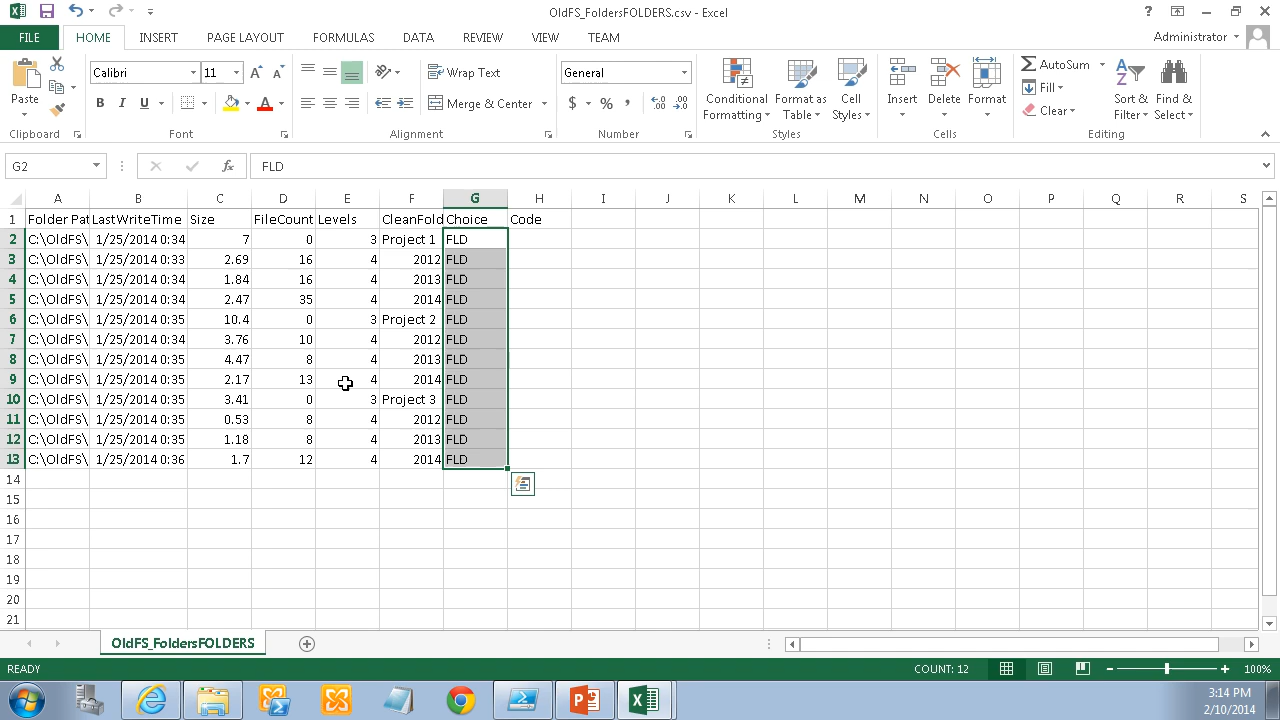 OldFS_FoldersFOLDERS.csv - Excel
?
FILE HOME INSERT PAGE LAYOUT FORMULAS DATA REVIEW VIEW TEAM Administrator
Calibri 11 A A Wrap Text General AutoSum
Paste Fill
B I U A Merge & Center $ % , Conditional Formatting Format as Table Cell Styles Insert Delete Format Clear Sort & Filter Find & Select
Clipboard Font Alignment Number Styles Cells Editing
G2 fx FLD
A B C D E F G H I J K L M N O P Q R S
1 Folder Pat LastWriteTime Size FileCount Levels CleanFold Choice Code
2 C:\OldFS\ 1/25/2014 0:34 7 0 3 Project 1 FLD
3 C:\OldFS\ 1/25/2014 0:33 2.69 16 4 2012 FLD
4 C:\OldFS\ 1/25/2014 0:34 1.84 16 4 2013 FLD
5 C:\OldFS\ 1/25/2014 0:34 2.47 35 4 2014 FLD
6 C:\OldFS\ 1/25/2014 0:35 10.4 0 3 Project 2 FLD
7 C:\OldFS\ 1/25/2014 0:34 3.76 10 4 2012 FLD
8 C:\OldFS\ 1/25/2014 0:35 4.47 8 4 2013 FLD
9 C:\OldFS\ 1/25/2014 0:35 2.17 13 4 2014 FLD
10 C:\OldFS\ 1/25/2014 0:35 3.41 0 3 Project 3 FLD
11 C:\OldFS\ 1/25/2014 0:35 0.53 8 4 2012 FLD
12 C:\OldFS\ 1/25/2014 0:35 1.18 8 4 2013 FLD
13 C:\OldFS\ 1/25/2014 0:36 1.7 12 4 2014 FLD
14
15
16
17
18
19
20
21
OldFS_FoldersFOLDERS
READY COUNT: 12 100%
3:14 PM
2/10/2014